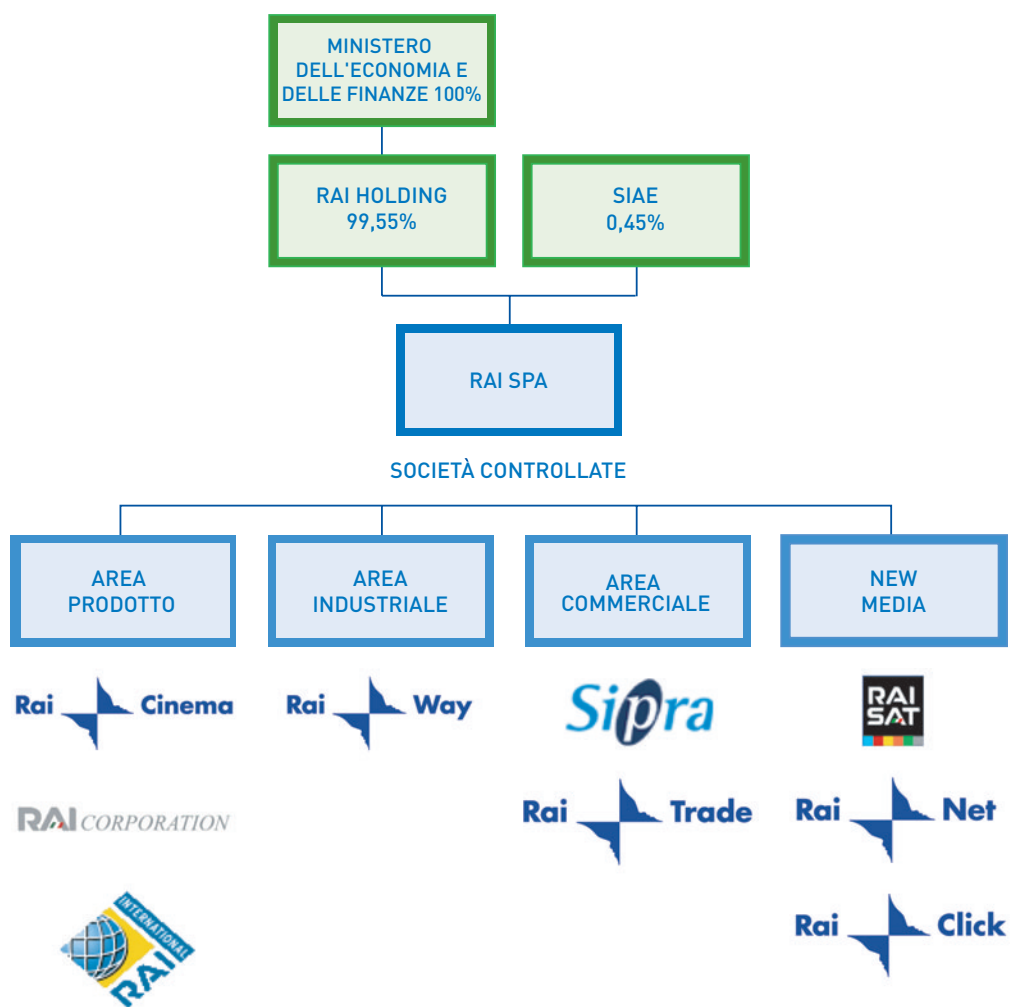 MINISTERO
DELL'ECONOMIA E
DELLE FINANZE 100%
RAI HOLDING
99,55%
SIAE
0,45%
RAI SPA
SOCIETÀ CONTROLLATE
AREA
PRODOTTO
AREA
INDUSTRIALE
AREA
COMMERCIALE
NEW
MEDIA
Rai Cinema
Rai Way
Sipra
RAI
SAT
RAI CORPORATION
Rai Trade
Rai Net
INTERNATIONAL
RAI
Rai Click